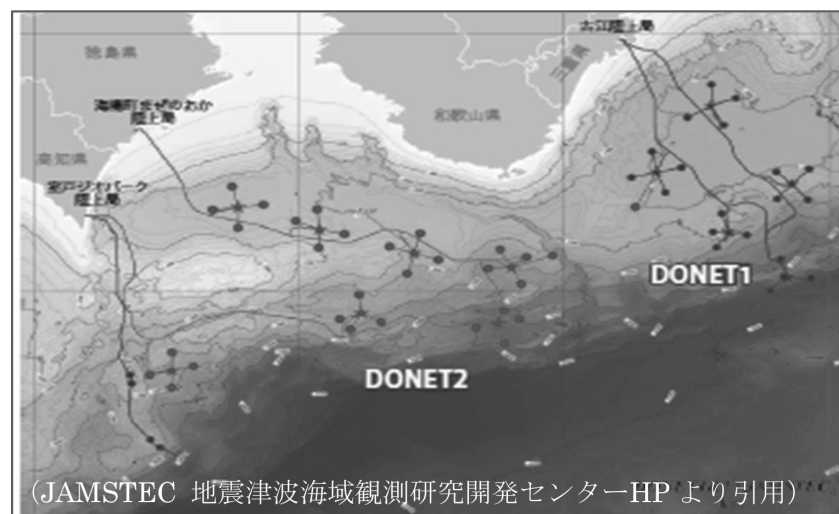 古江陸上局
三重県
徳島県
海陽町まぜのおか
陸上局
和歌山県
高知県
室戸ジオパーク
陸上局
DONET1
DONET2
(JAMSTEC 地震津波海域観測研究開発センターHP より引用)